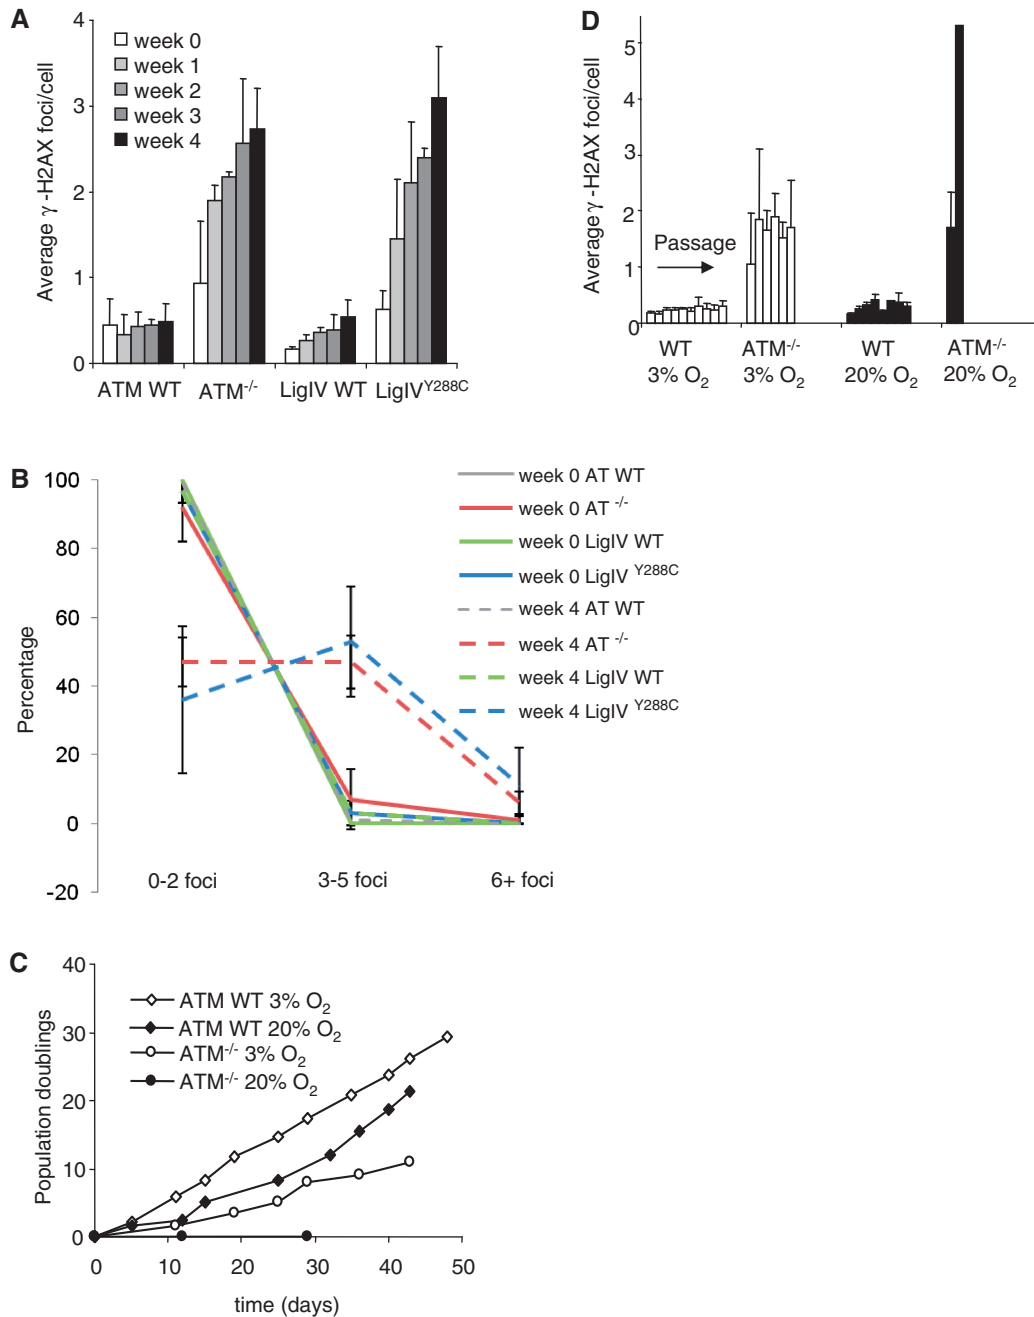 A
Average γ -H2AX foci/cell
4
3
2
1
0
week 0
week 1
week 2
week 3
week 4
ATM WT
ATM-/-
LigIV WT
LigIVY288C
D
Average γ -H2AX foci/cell
5
4
3
2
1
0
Passage
WT
3% O2
ATM-/-
3% O2
WT
20% O2
ATM-/-
20% O2
B
Percentage
100
80
60
40
20
0
-20
0-2 foci
3-5 foci
6+ foci
week 0 AT WT
week 0 AT -/-
week 0 LigIV WT
week 0 LigIV Y288C
week 4 AT WT
week 4 AT -/-
week 4 LigIV WT
week 4 LigIV Y288C
C
Population doublings
40
30
20
10
0
ATM WT 3% O2
ATM WT 20% O2
ATM-/- 3% O2
ATM-/- 20% O2
0 10 20 30 40 50
time (days)